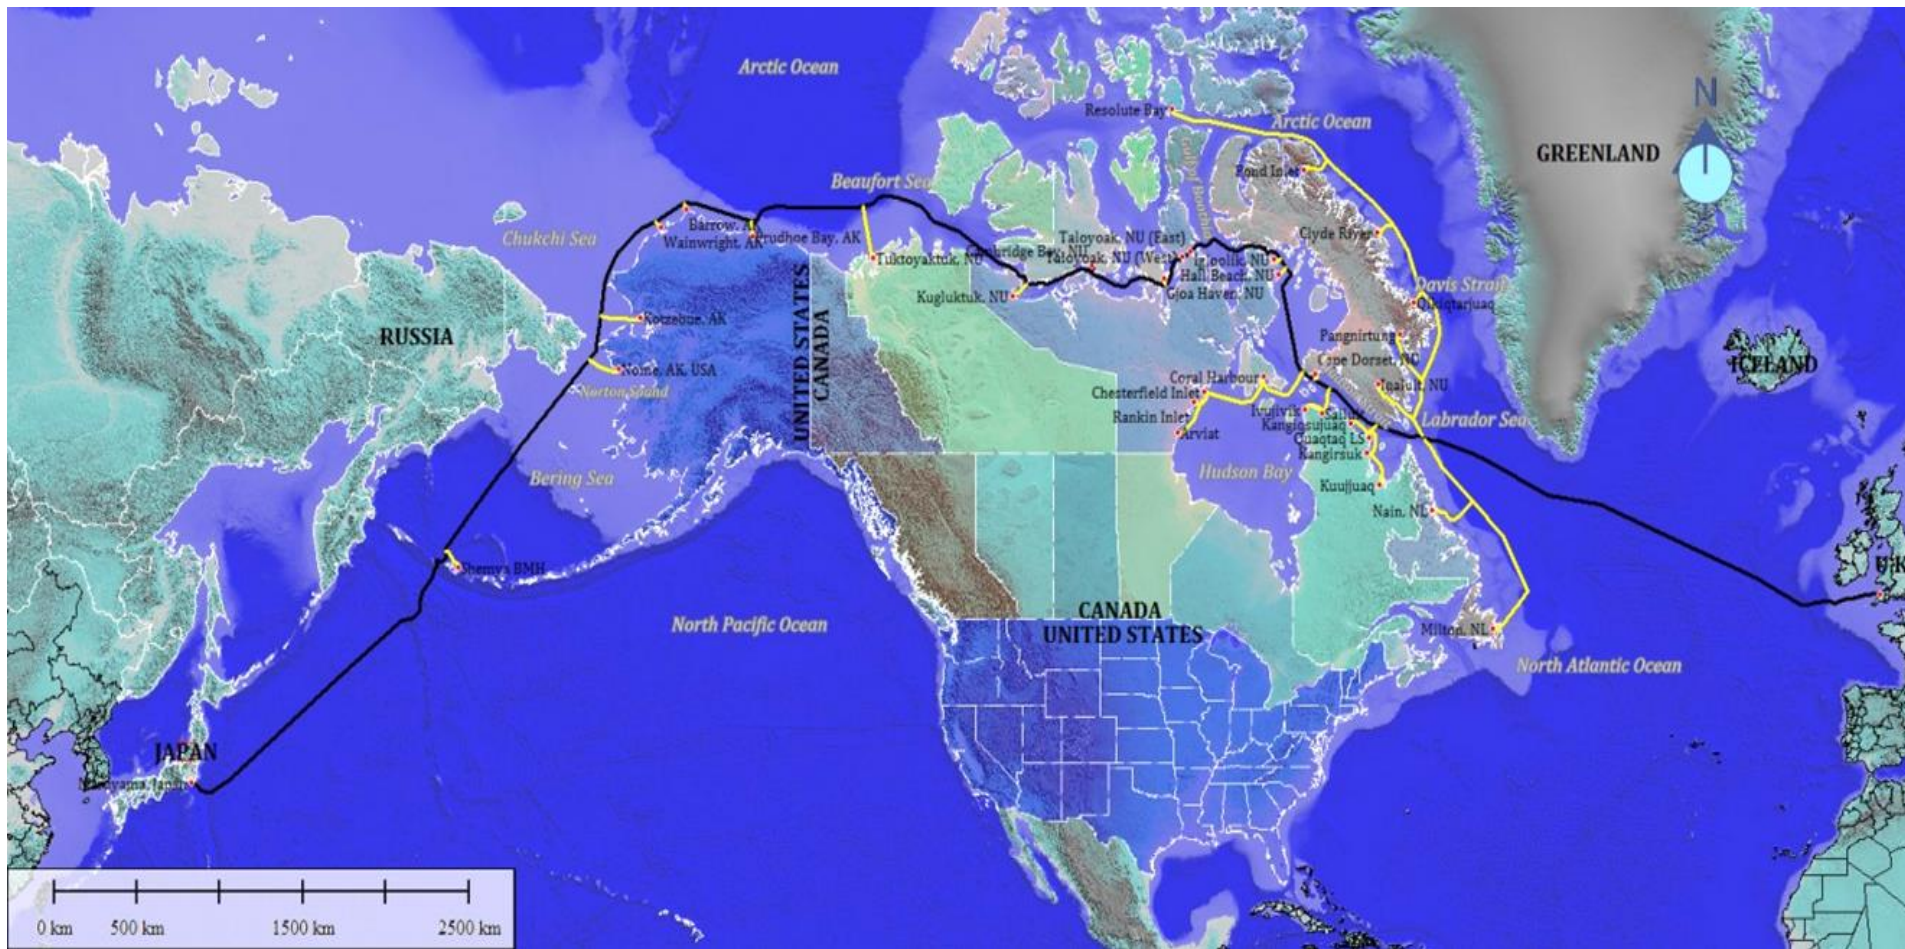 Arctic Ocean
N
Resolute Bay
Arctic Ocean
GREENLAND
Pond Inlet
Beaufort Sea
Chukchi Sea
Barrow, AK
Wainwright, AK
Prudhoe Bay, AK
Clyde River
Taloyoak, NU (East)
Taloyoak, NU (West)
Igloolik, NU
Hall Beach, NU
Tuktoyaktuk, NU
Kugluktuk, NU
Gjoa Haven, NU
Davis Strait
Qikiqtarjuaq
Kotzebue, AK
RUSSIA
UNITED STATES
CANADA
Pangnirtung
Cape Dorset, NU
ICELAND
Nome, AK, USA
Norton Sound
Coral Harbour
Iqaluit, NU
Chesterfield Inlet
Rankin Inlet
Arviat
Ivujivik
Salluit
Labrador Sea
Kangiqsujuaq
Quaqtaq LS
Kangirsuk
Bering Sea
Hudson Bay
Kuujjuaq
Nain, NL
Shemya BMH
UK
CANADA
UNITED STATES
North Pacific Ocean
Milton, NL
North Atlantic Ocean
JAPAN
0 km 500 km 1500 km 2500 km